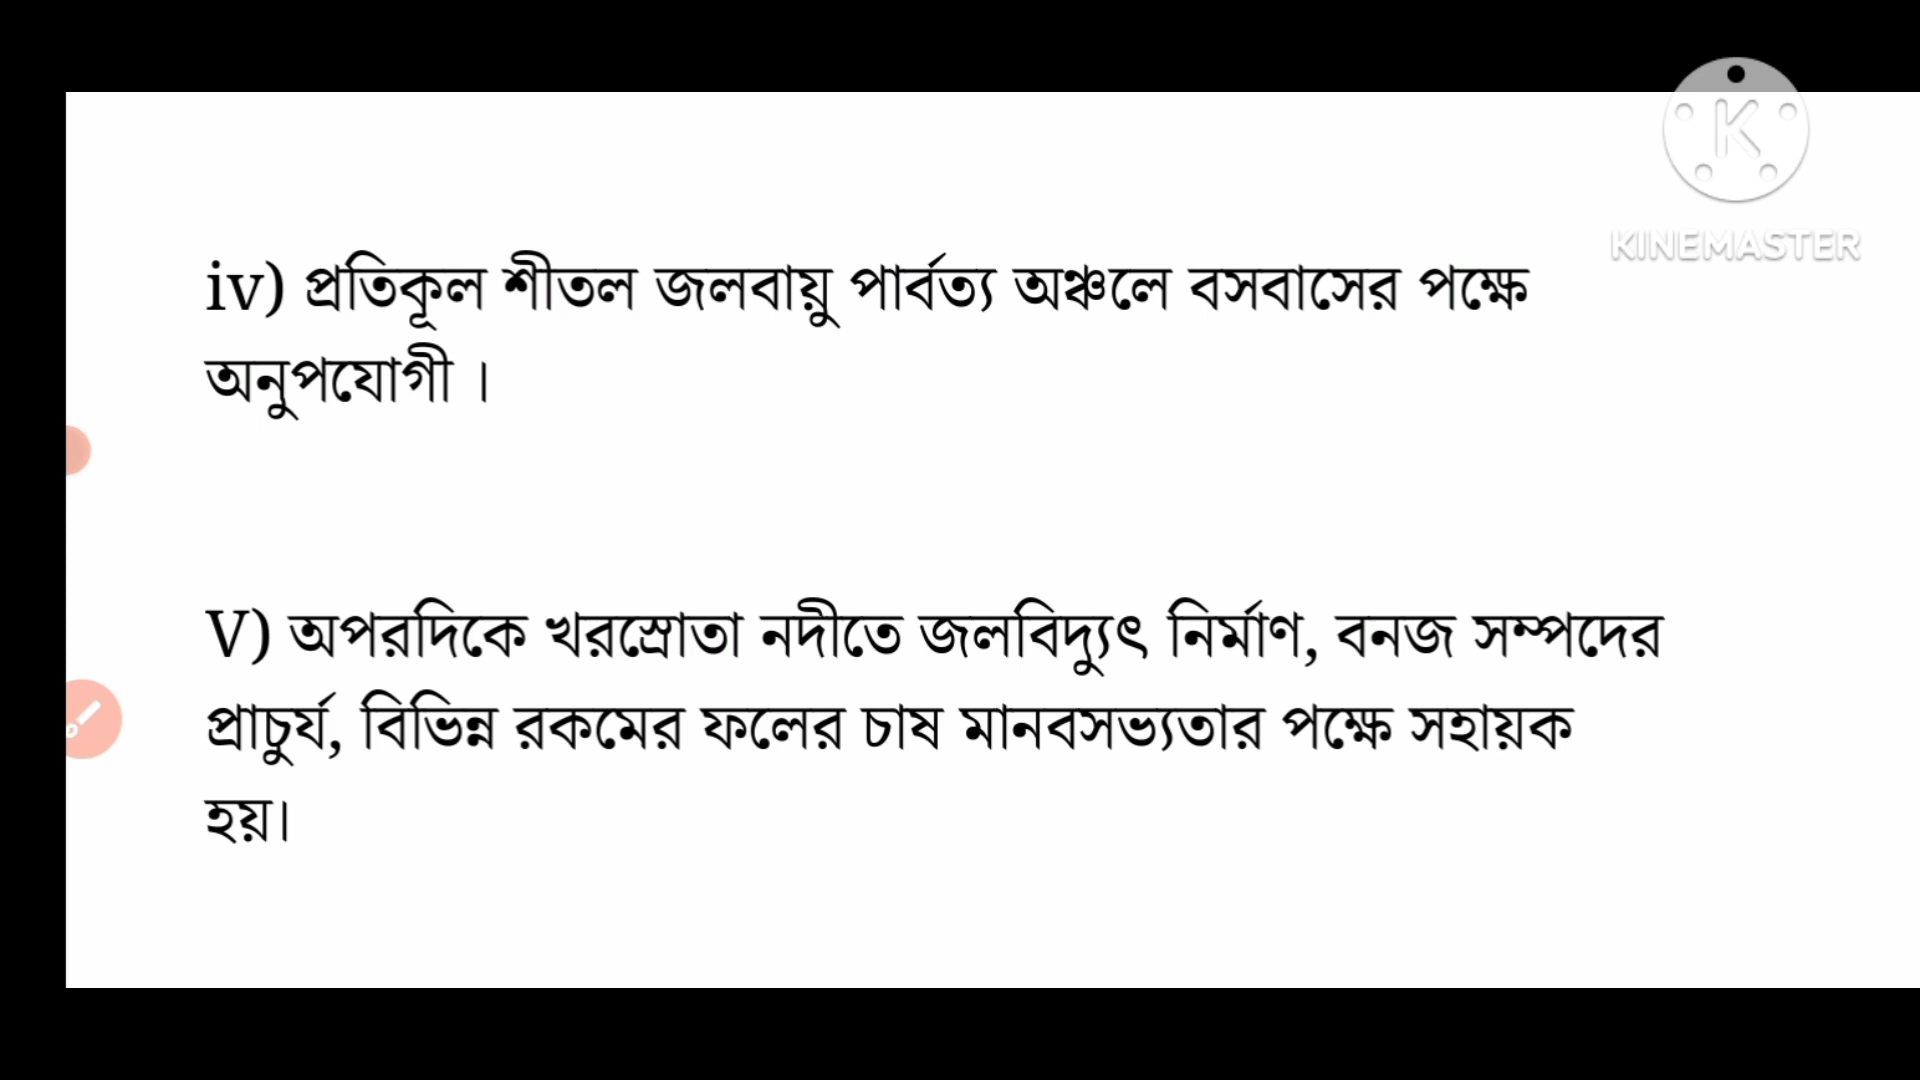 KINEMASTER
iv) প্রতিকূল শীতল জলবায়ু পার্বত্য অঞ্চলে বসবাসের পক্ষে
অনুপযোগী ।
V) অপরদিকে খরস্রোতা নদীতে জলবিদ্যুৎ নির্মাণ, বনজ সম্পদের
প্রাচুর্য, বিভিন্ন রকমের ফলের চাষ মানবসভ্যতার পক্ষে সহায়ক
হয়।